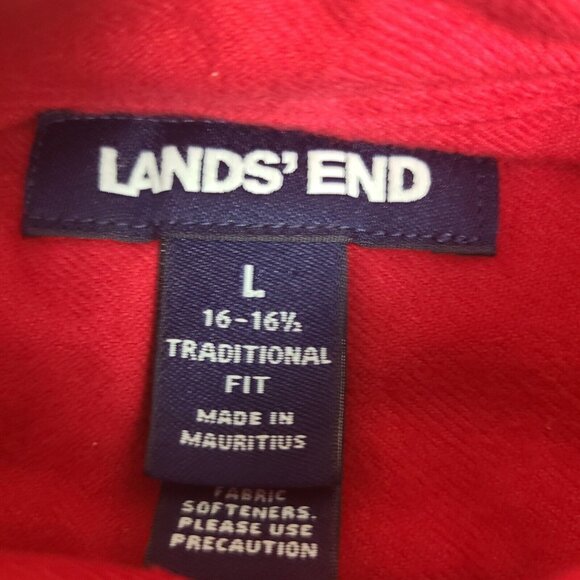 LANDS' END
L
16-16½
TRADITIONAL
FIT
MADE IN
MAURITIUS
FABRIC
SOFTENERS.
PLEASE USE
PRECAUTION